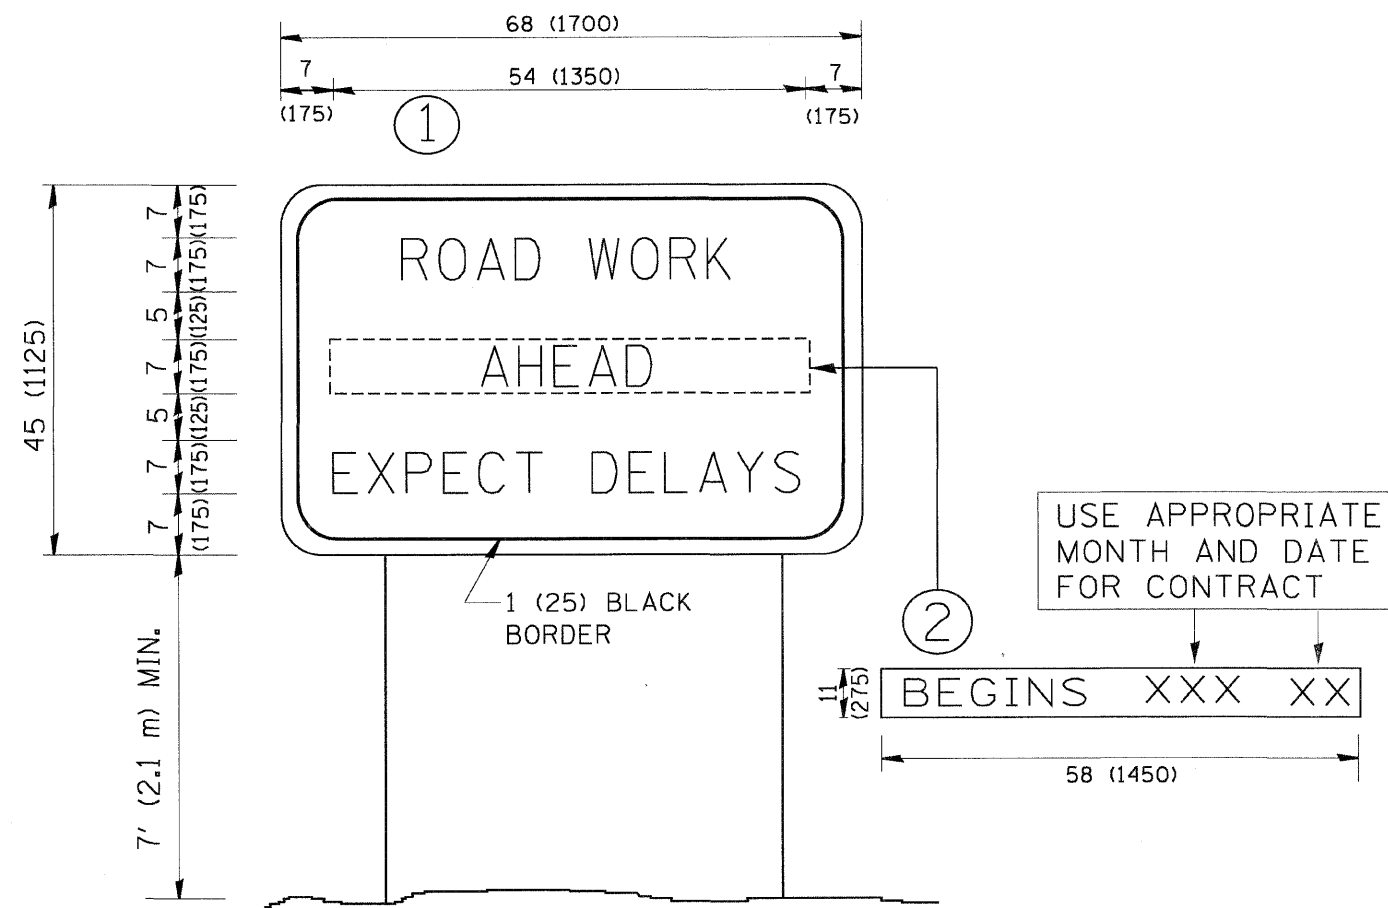 68 (1700)
7
54 (1350)
7
(175)
(175)
1
45 (1125)
7 (175)
7 (175)
5 (125)
7 (175)
5 (125)
7 (175)
7 (175)
ROAD WORK
AHEAD
EXPECT DELAYS
7' (2.1 m) MIN.
1 (25) BLACK
BORDER
2
USE APPROPRIATE
MONTH AND DATE
FOR CONTRACT
11
(275)
BEGINS XXX XX
58 (1450)